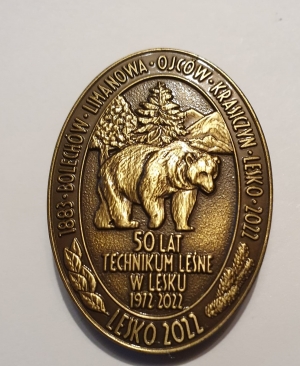 1883 · BOLECHÓW · LIMANOWA · OJCÓW · KRASICZYN · LESKO · 2022
50 LAT
TECHNIKUM LEŚNE
W LESKU
1972 2022
LESKO 2022